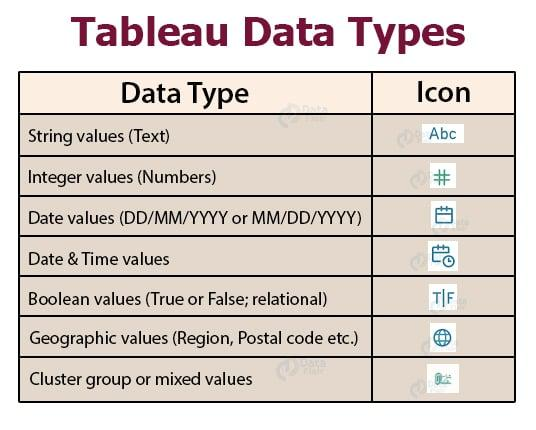 Tableau Data Types
Data Type Icon
String values (Text) Abc
Integer values (Numbers) #
Date values (DD/MM/YYYY or MM/DD/YYYY)
Date & Time values
Boolean values (True or False; relational) T|F
Geographic values (Region, Postal code etc.)
Cluster group or mixed values
Data Flair